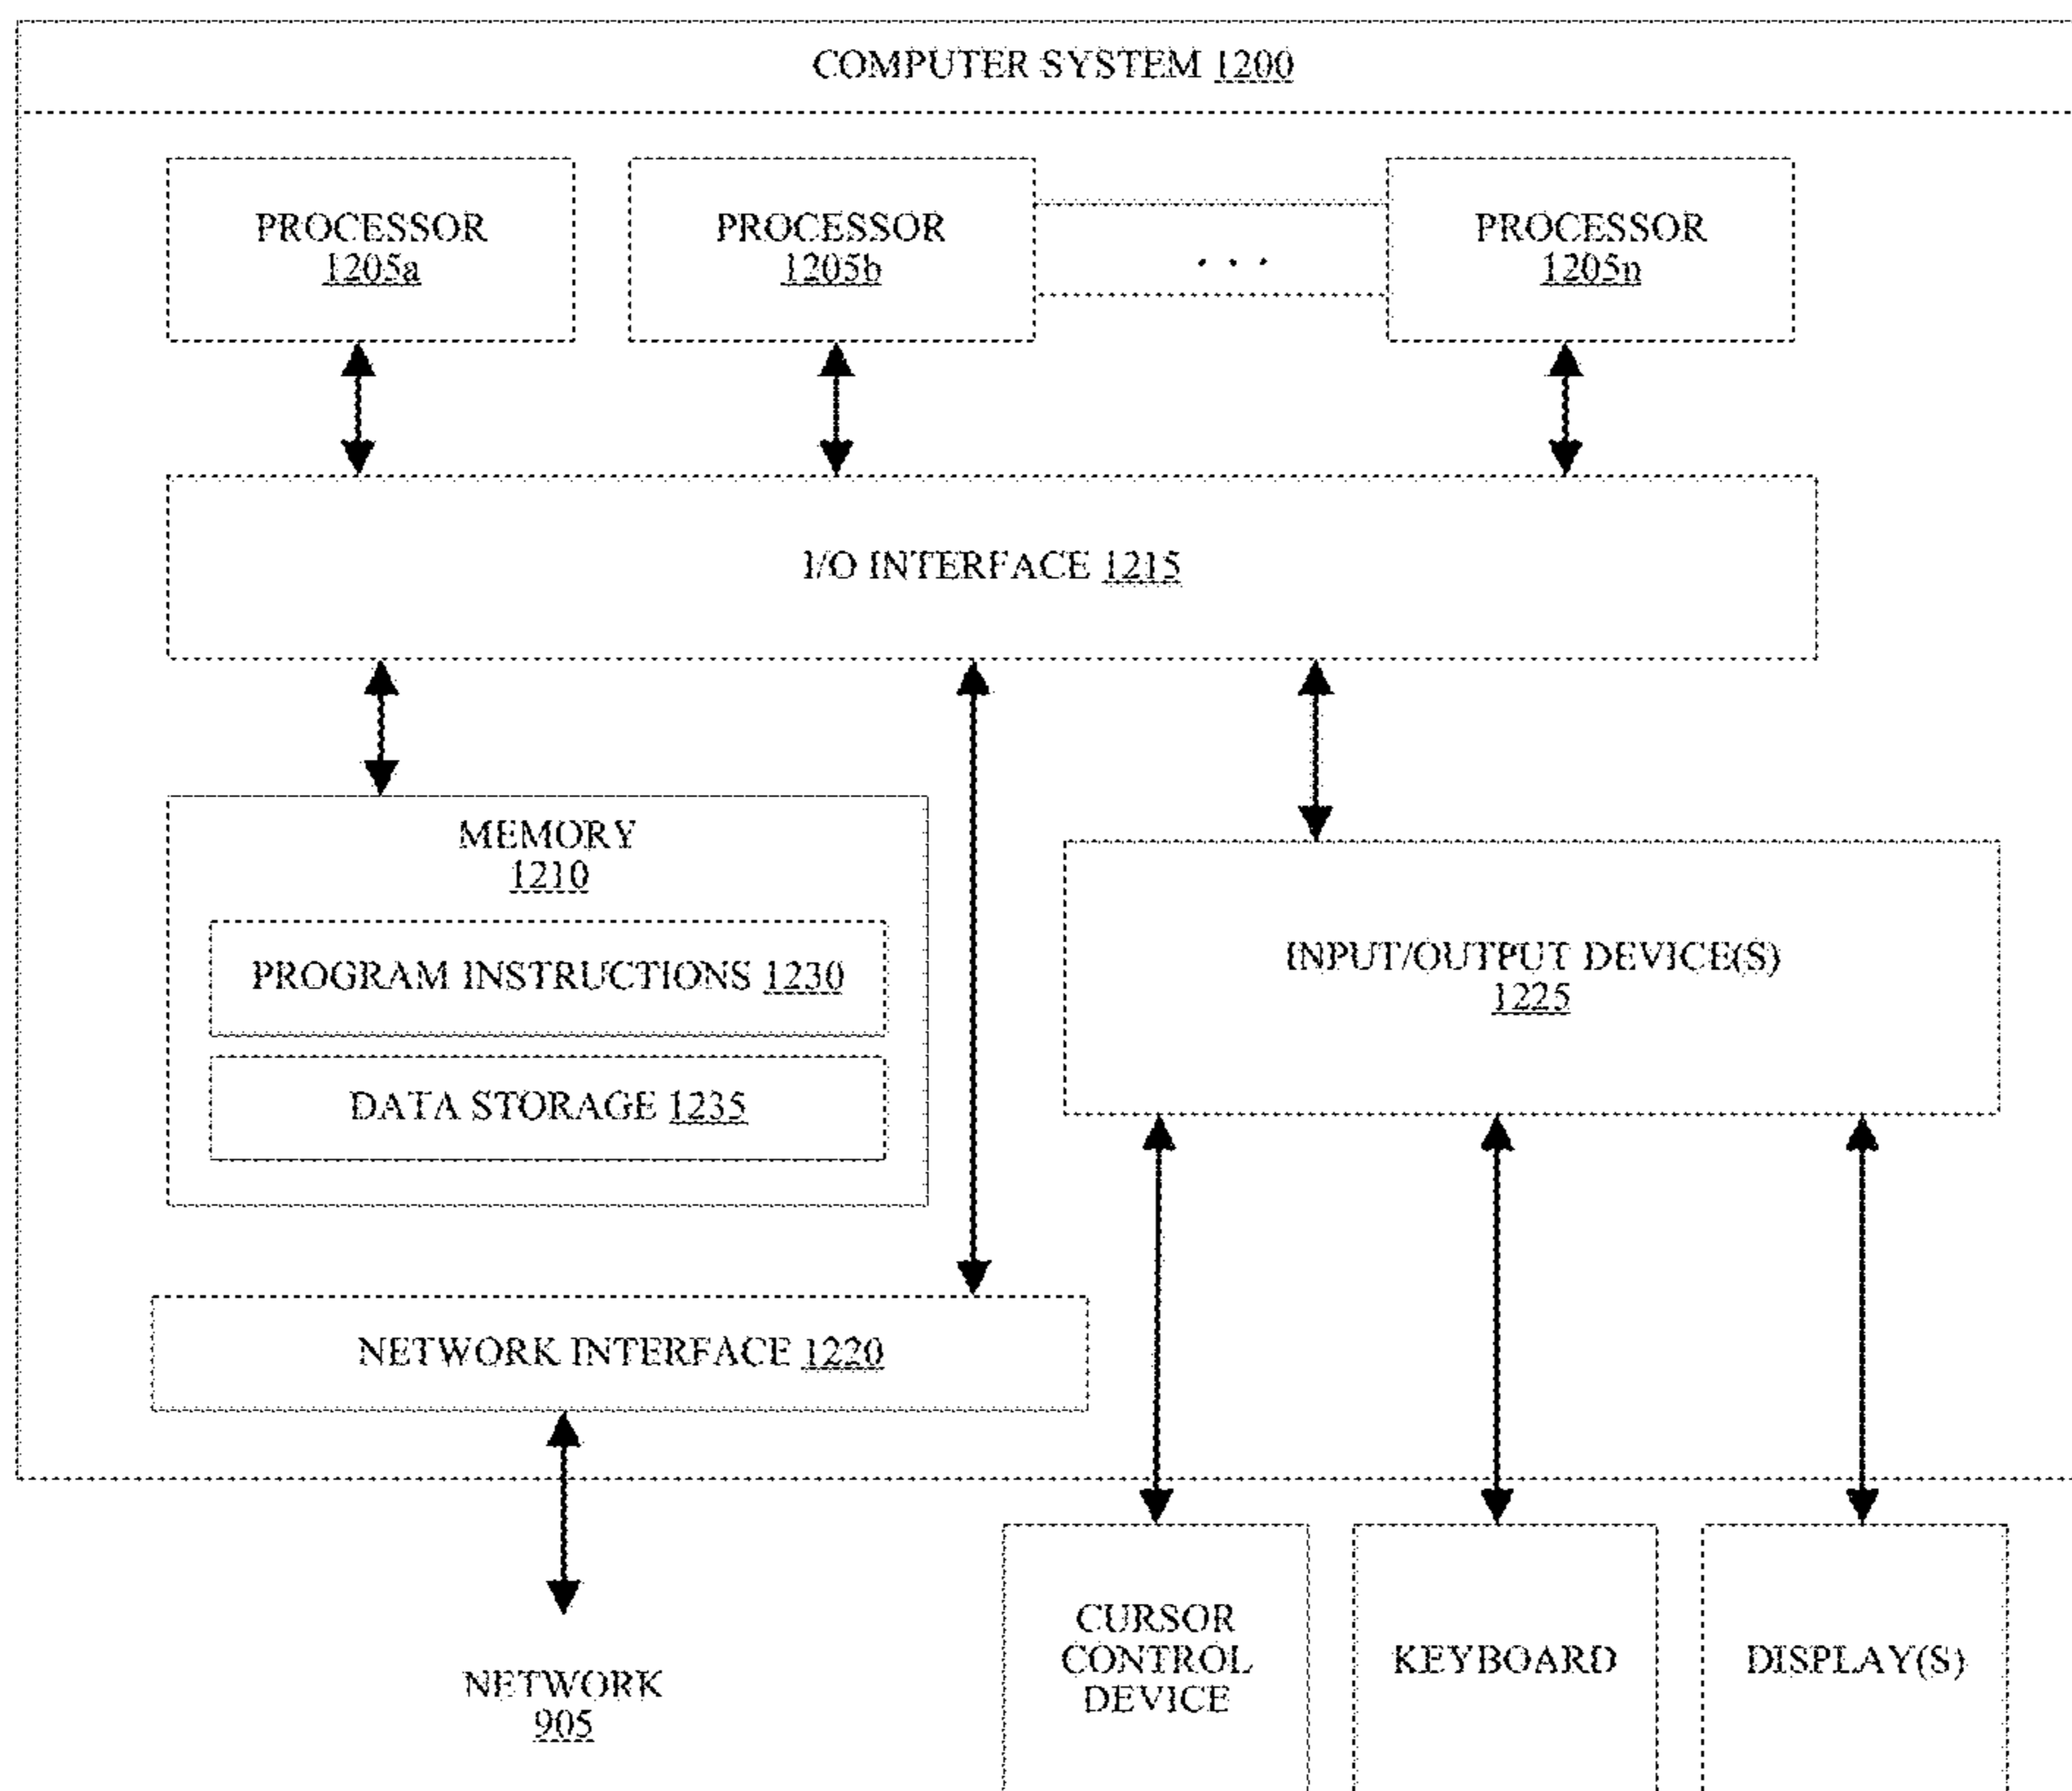 COMPUTER SYSTEM 1200
PROCESSOR
1205a
PROCESSOR
1205b
. . .
PROCESSOR
1205n
I/O INTERFACE 1215
MEMORY
1210
PROGRAM INSTRUCTIONS 1230
DATA STORAGE 1235
INPUT/OUTPUT DEVICE(S)
1225
NETWORK INTERFACE 1220
NETWORK
905
CURSOR
CONTROL
DEVICE
KEYBOARD
DISPLAY(S)